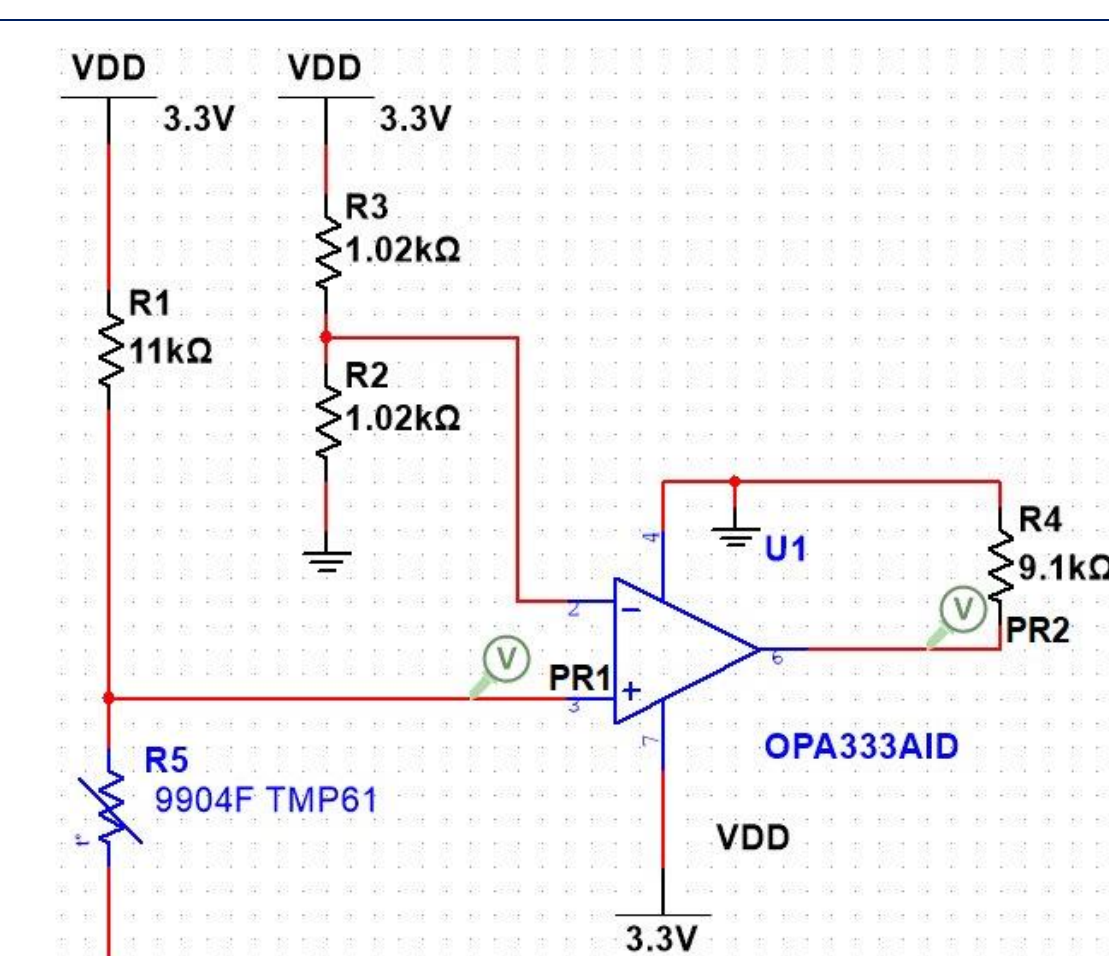 VDD
3.3V
VDD
3.3V
R3
1.02kΩ
R1
11kΩ
R2
1.02kΩ
4
U1
R4
9.1kΩ
2
V
PR2
V
PR1
6
3
7
OPA333AID
R5
9904F TMP61
r°
VDD
3.3V